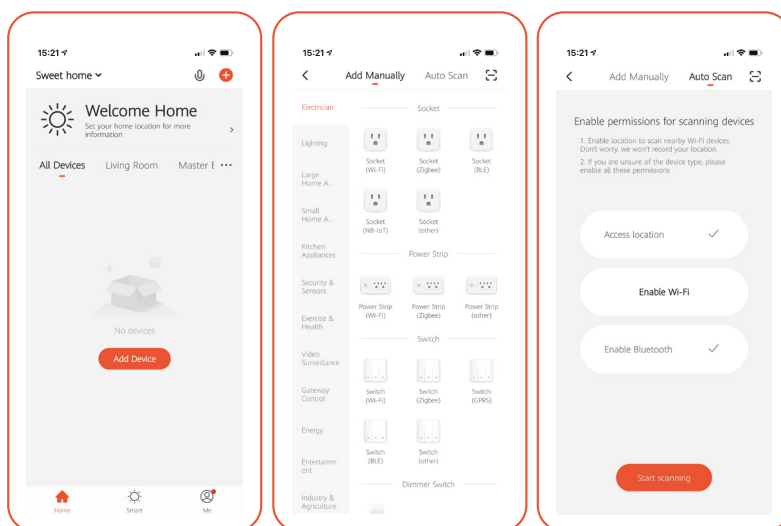 15:21
Sweet home
Welcome Home
Set your home location for more
information
All Devices
Living Room
Master E
No devices
Add Device
Home
Smart
Me
15:21
Add Manually
Auto Scan
Electrician
Lighting
Large
Home A...
Small
Home A...
Kitchen
Appliances
Security &
Sensors
Exercise &
Health
Video
Surveillance
Gateway
Control
Energy
Entertainm
ent
Industry &
Agriculture
Socket
Socket
(Wi-Fi)
Socket
(Zigbee)
Socket
(BLE)
Socket
(NB-IoT)
Socket
(other)
Power Strip
Power Strip
(Wi-Fi)
Power Strip
(Zigbee)
Power Strip
(other)
Switch
Switch
(Wi-Fi)
Switch
(Zigbee)
Switch
(GPRS)
Switch
(BLE)
Switch
(other)
Dimmer Switch
15:21
Add Manually
Auto Scan
Enable permissions for scanning devices
1. Enable location to scan nearby Wi-Fi devices.
Don't worry, we won't record your location.
2. If you are unsure of the device type, please
enable all these permissions
Access location
Enable Wi-Fi
Enable Bluetooth
Start scanning